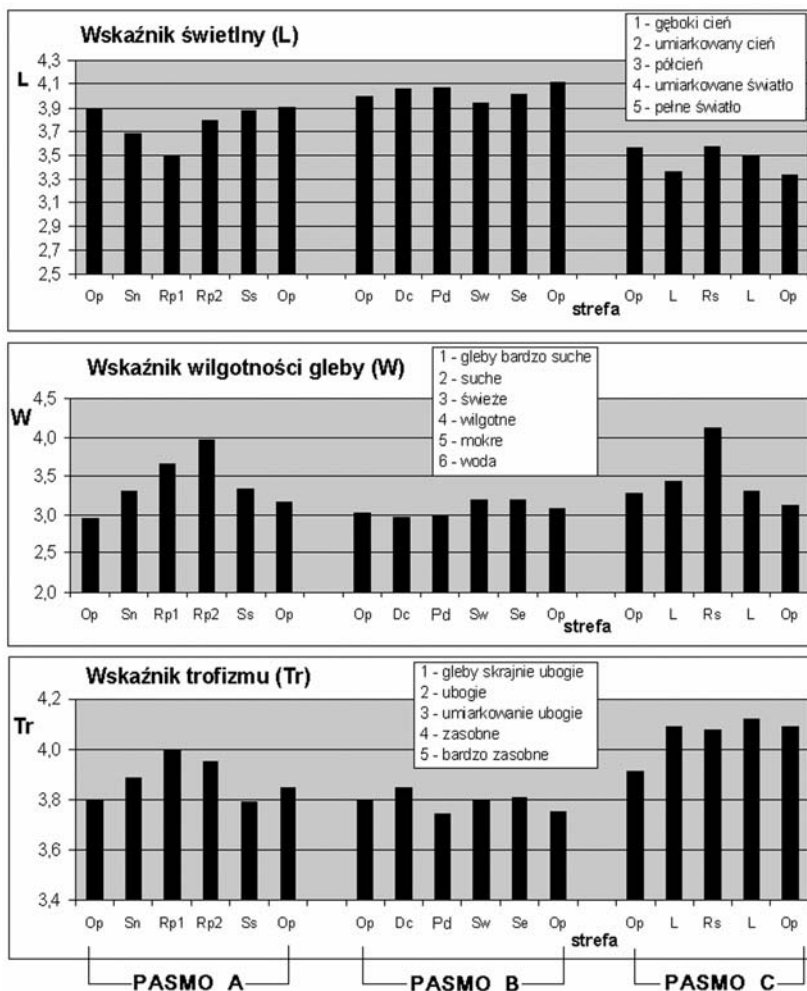 Wskaźnik świetlny (L)
1 - gęboki cień
2 - umiarkowany cień
3 - półcień
4 - umiarkowane światło
5 - pełne światło
L
4,3
4,1
3,9
3,7
3,5
3,3
3,1
2,9
2,7
2,5
Op Sn Rp1 Rp2 Ss Op Op Dc Pd Sw Se Op strefa Op L Rs L Op
Wskaźnik wilgotności gleby (W)
1 - gleby bardzo suche
2 - suche
3 - świeże
4 - wilgotne
5 - mokre
6 - woda
W
4,5
4,0
3,5
3,0
2,5
2,0
Op Sn Rp1 Rp2 Ss Op Op Dc Pd Sw Se Op strefa Op L Rs L Op
Wskaźnik trofizmu (Tr)
1 - gleby skrajnie ubogie
2 - ubogie
3 - umiarkowanie ubogie
4 - zasobne
5 - bardzo zasobne
Tr
4,2
4,0
3,8
3,6
3,4
Op Sn Rp1 Rp2 Ss Op Op Dc Pd Sw Se Op strefa Op L Rs L Op
PASMO A PASMO B PASMO C